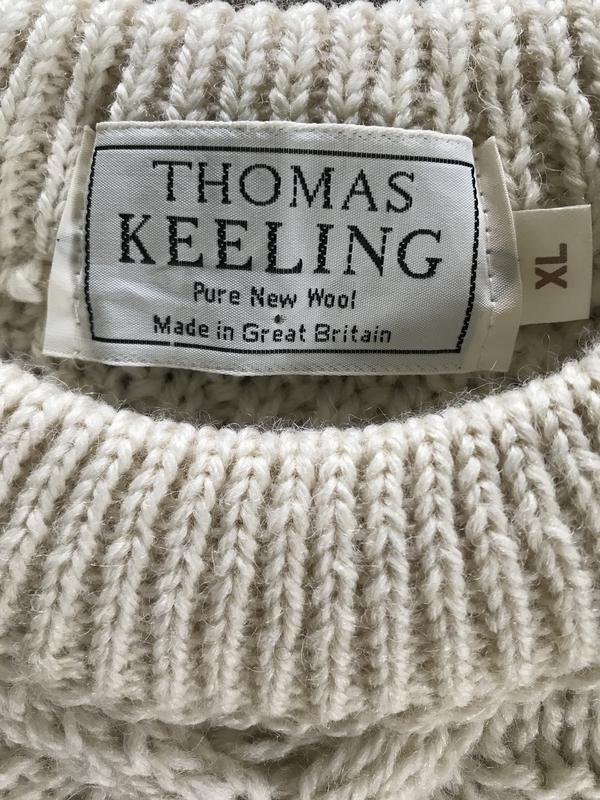 THOMAS
KEELING
Pure New Wool
Made in Great Britain
XL